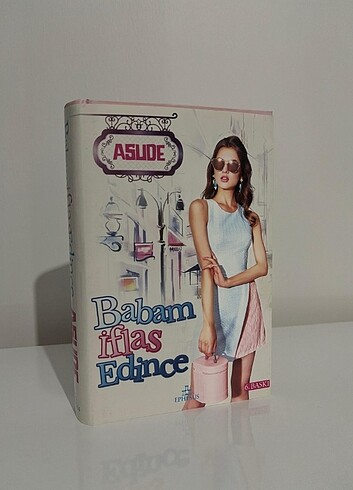 ASUDE
Babam
iflas
Edince
EPHESUS
6. BASKI